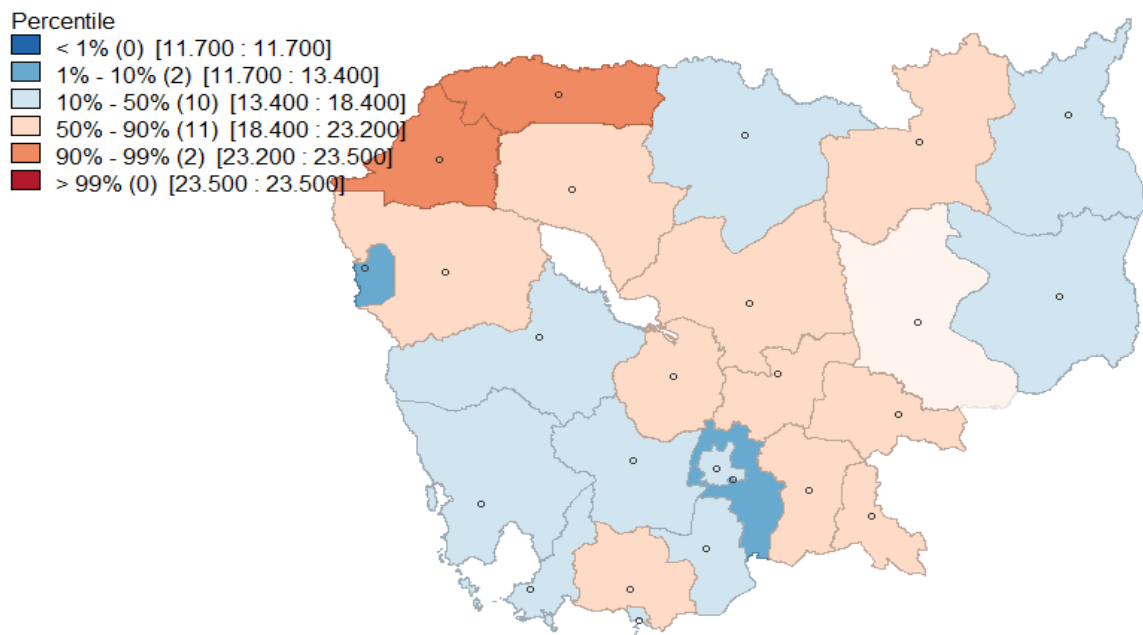 Percentile
< 1% (0) [11.700 : 11.700]
1% - 10% (2) [11.700 : 13.400]
10% - 50% (10) [13.400 : 18.400]
50% - 90% (11) [18.400 : 23.200]
90% - 99% (2) [23.200 : 23.500]
> 99% (0) [23.500 : 23.500]